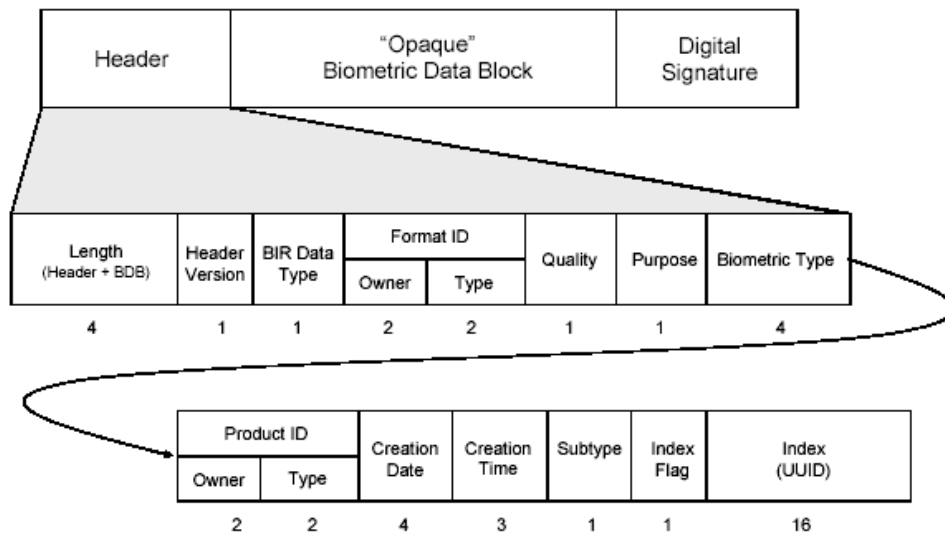 Header
“Opaque”
Biometric Data Block
Digital
Signature
Length
(Header + BDB)
Header
Version
BIR Data
Type
Format ID
Owner
Type
Quality
Purpose
Biometric Type
4
1
1
2
2
1
1
4
Product ID
Owner
Type
Creation
Date
Creation
Time
Subtype
Index
Flag
Index
(UUID)
2
2
4
3
1
1
16